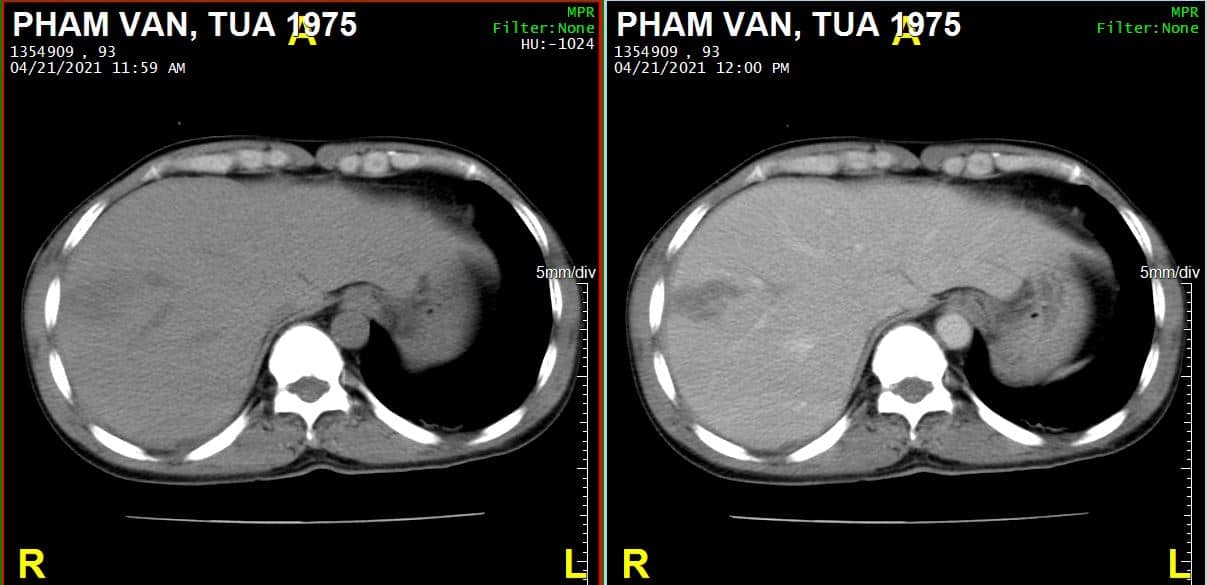 PHAM VAN, TUA 1975
A
MPR
Filter:None
HU:-1024
1354909 , 93
04/21/2021 11:59 AM
5mm/div
R
L
PHAM VAN, TUA 1975
A
MPR
Filter:None
1354909 , 93
04/21/2021 12:00 PM
5mm/div
R
L